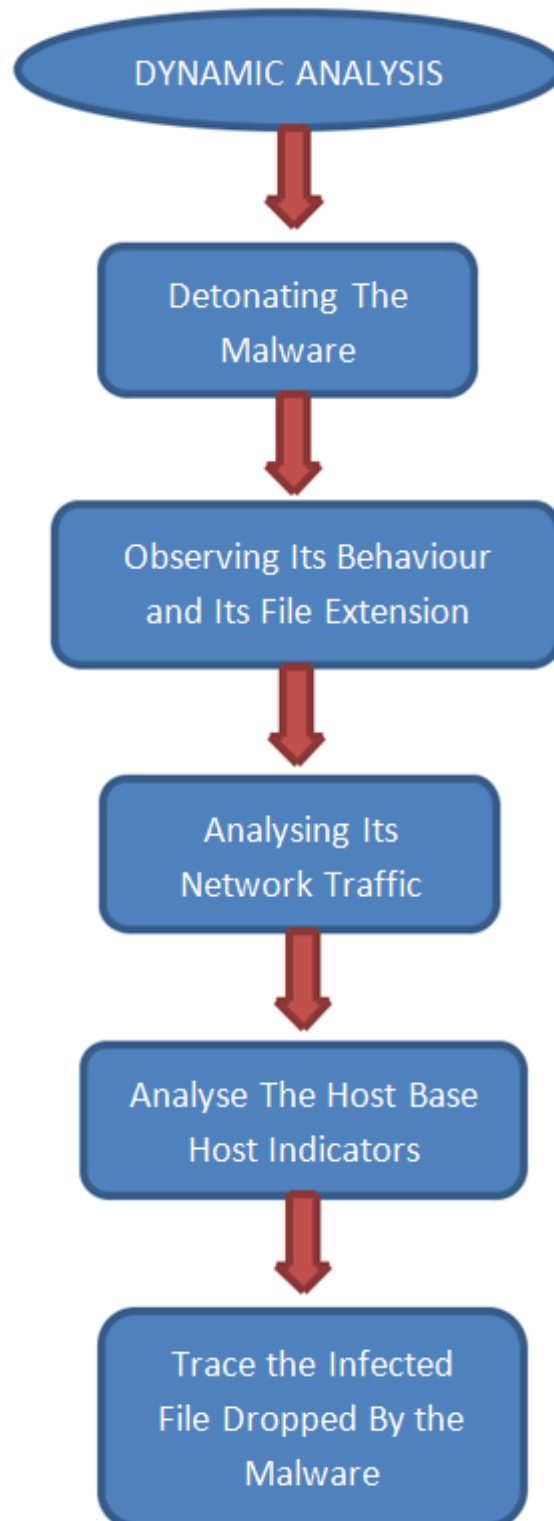 DYNAMIC ANALYSIS
Detonating The
Malware
Observing Its Behaviour
and Its File Extension
Analysing Its
Network Traffic
Analyse The Host Base
Host Indicators
Trace the Infected
File Dropped By the
Malware